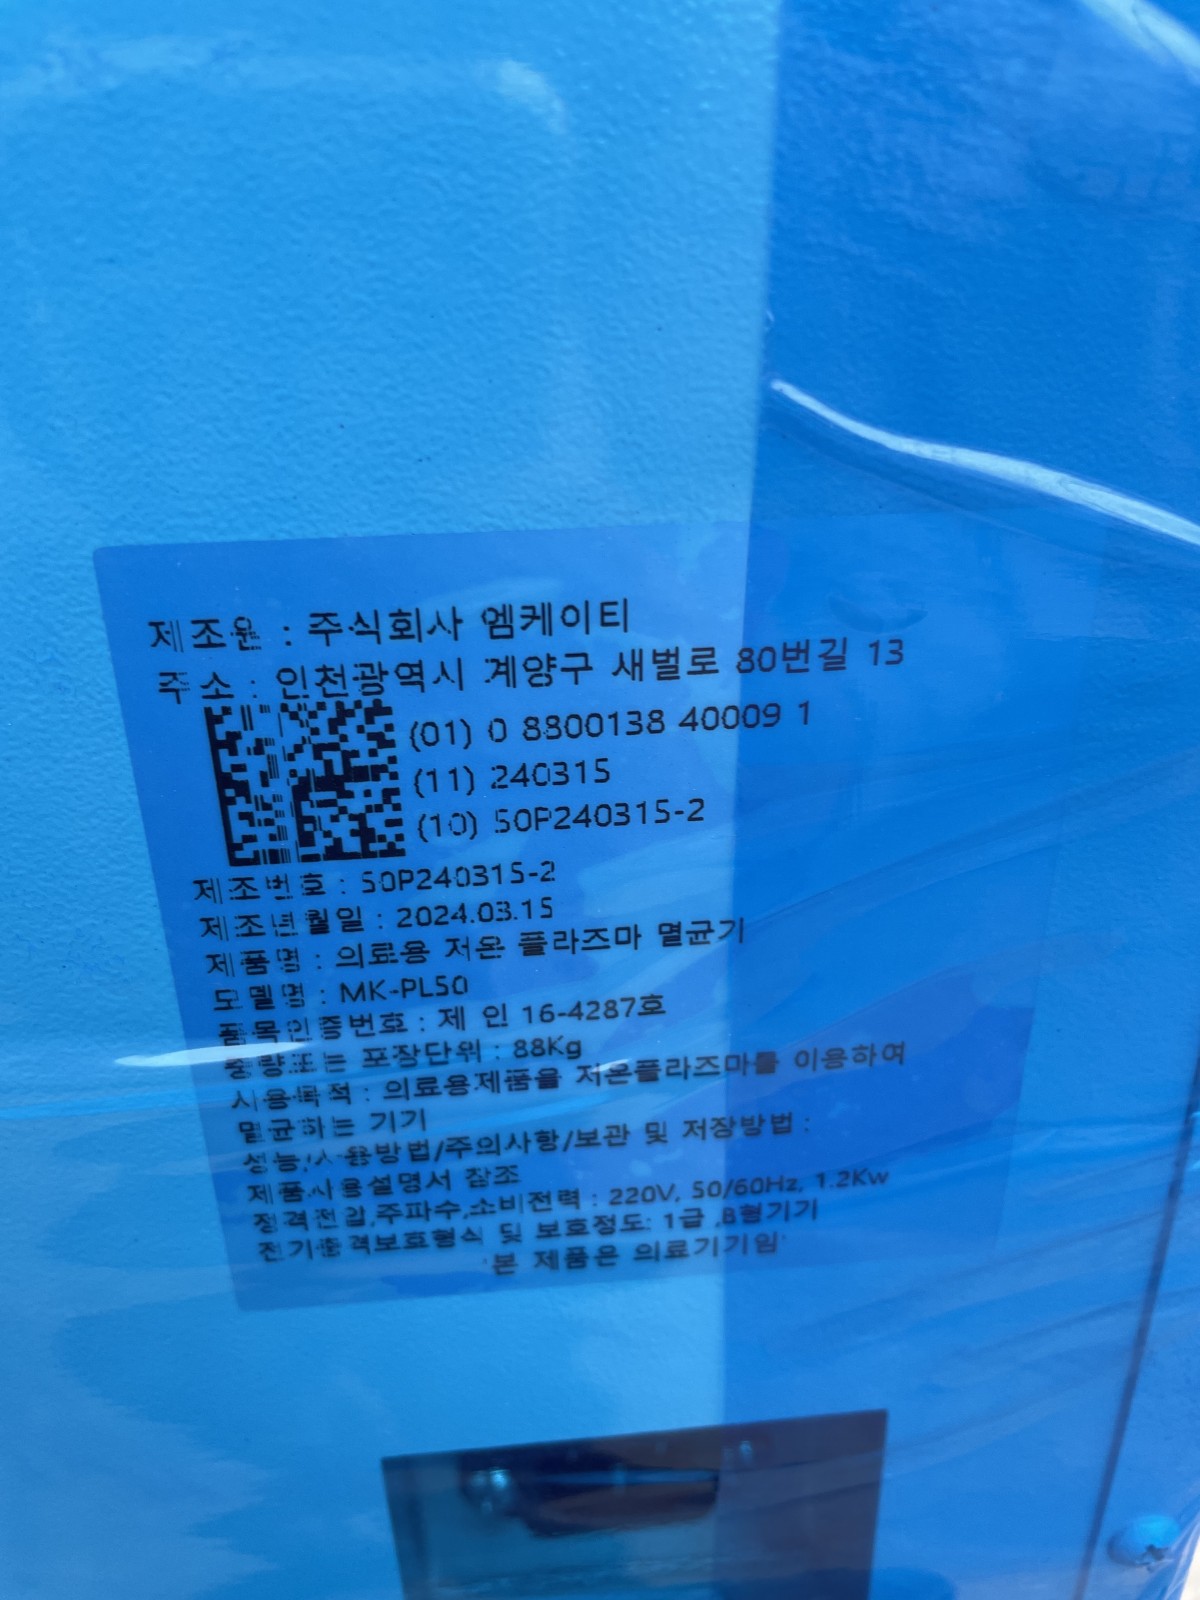 제조원 : 주식회사 엠케이티
주 소 : 인천광역시 계양구 새벌로 80번길 13
(01) 0 8800138 40009 1
(11) 240315
(10) 50P240315-2
제조번호 : 50P240315-2
제조년월일 : 2024.03.15
제품명 : 의료용 저온 플라즈마 멸균기
모델명 : MK-PL50
품목인증번호 : 제 인 16-4287호
중량또는 포장단위 : 88Kg
사용목적 : 의료용제품을 저온플라즈마를 이용하여
멸균하는 기기
성능/사용방법/주의사항/보관 및 저장방법 :
제품사용설명서 참조
정격전압,주파수,소비전력 : 220V, 50/60Hz, 1.2Kw
전기충격보호형식 및 보호정도: 1급 ,B형기기
'본 제품은 의료기기임'